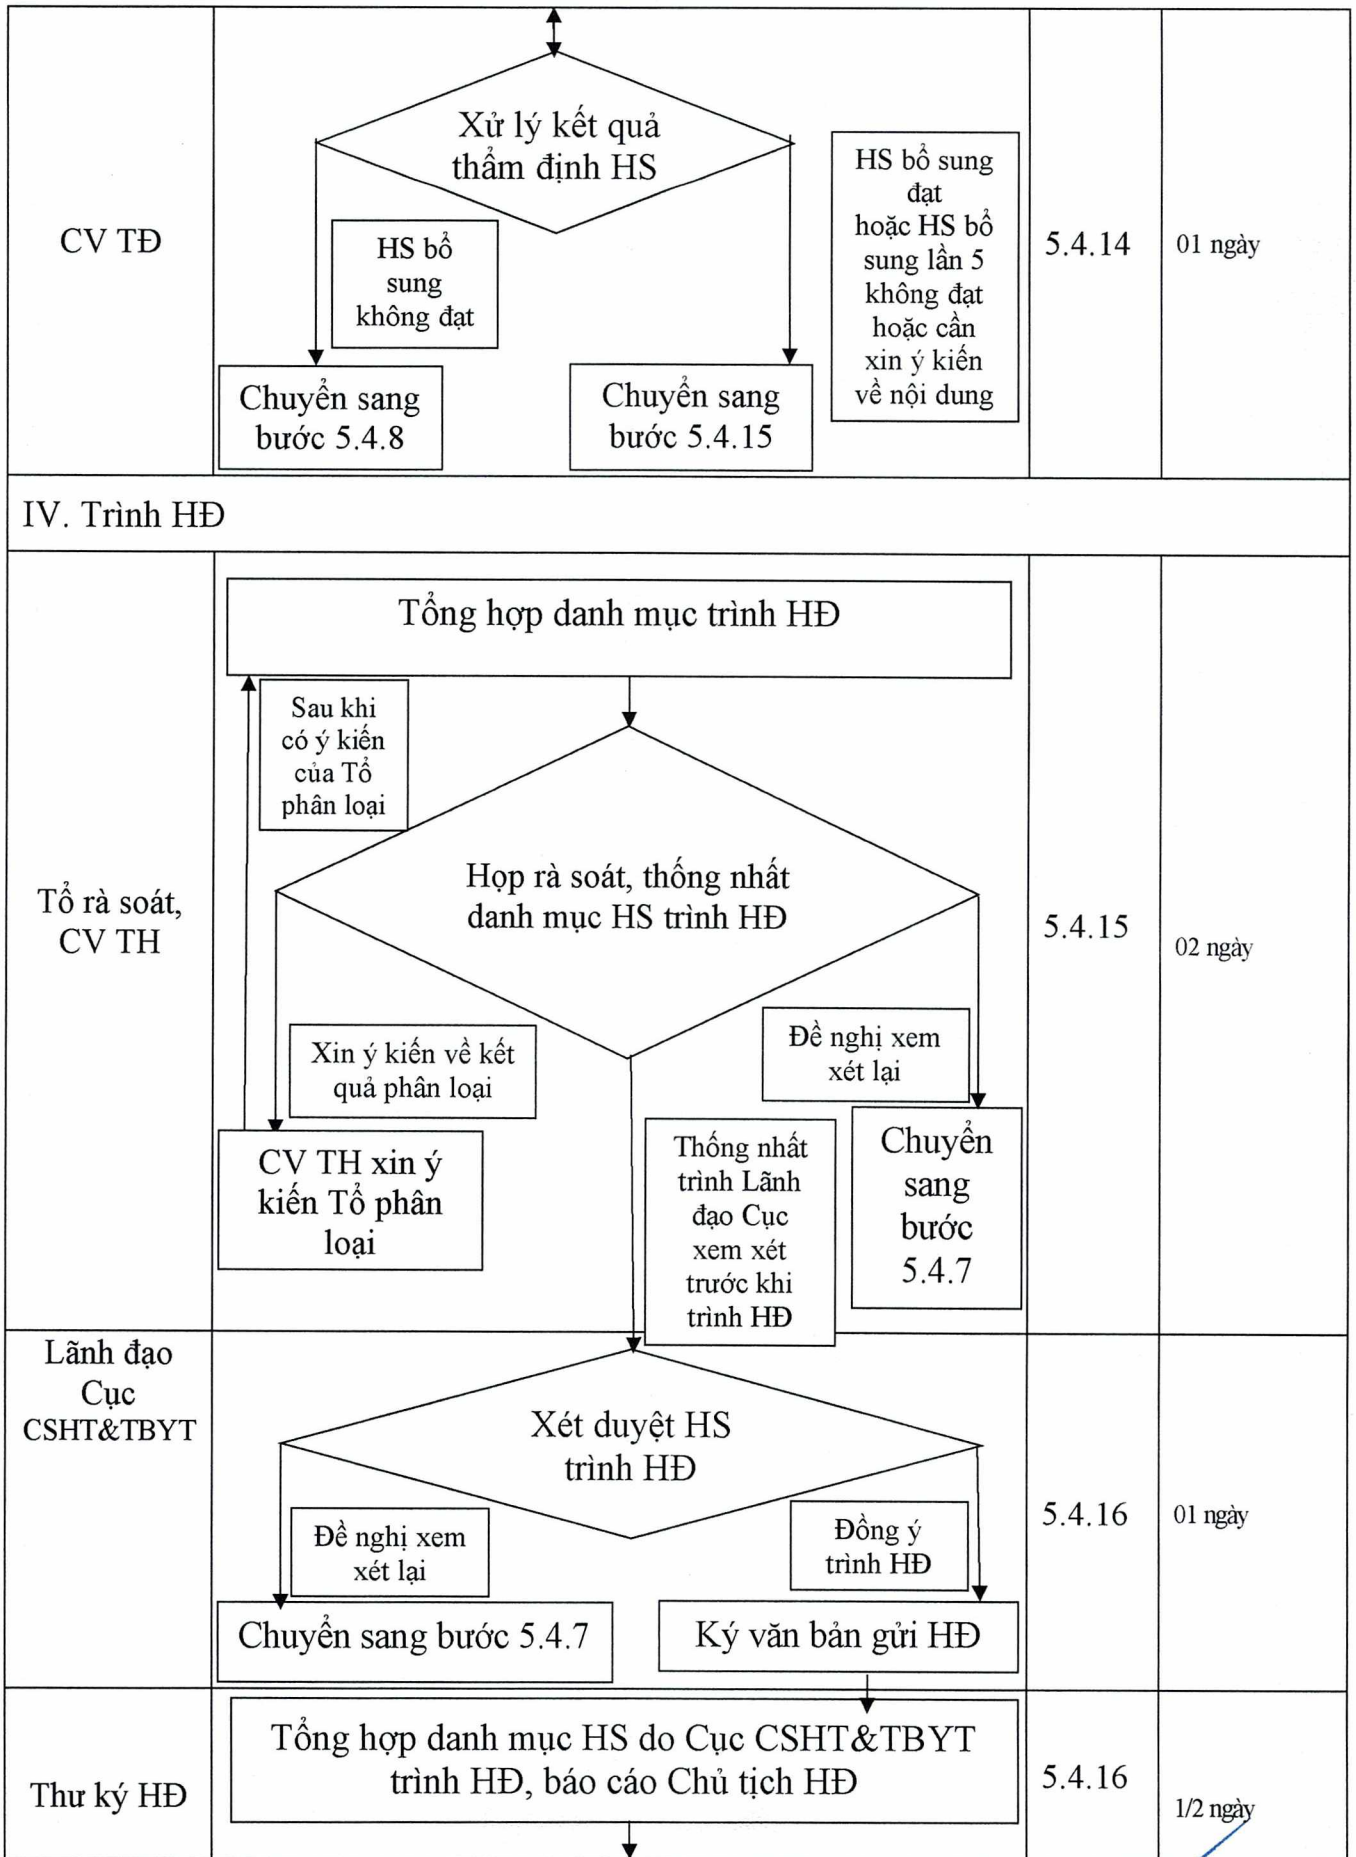 CV TĐ
Xử lý kết quả
thẩm định HS
HS bổ
sung
không đạt
HS bổ sung
đạt
hoặc HS bổ
sung lần 5
không đạt
hoặc cần
xin ý kiến
về nội dung
Chuyển sang
bước 5.4.8
Chuyển sang
bước 5.4.15
5.4.14
01 ngày
IV. Trình HĐ
Tổ rà soát,
CV TH
Tổng hợp danh mục trình HĐ
Sau khi
có ý kiến
của Tổ
phân loại
Họp rà soát, thống nhất
danh mục HS trình HĐ
Xin ý kiến về kết
quả phân loại
Đề nghị xem
xét lại
CV TH xin ý
kiến Tổ phân
loại
Thống nhất
trình Lãnh
đạo Cục
xem xét
trước khi
trình HĐ
Chuyển
sang
bước
5.4.7
5.4.15
02 ngày
Lãnh đạo
Cục
CSHT&TBYT
Xét duyệt HS
trình HĐ
Đề nghị xem
xét lại
Đồng ý
trình HĐ
Chuyển sang bước 5.4.7
Ký văn bản gửi HĐ
5.4.16
01 ngày
Thư ký HĐ
Tổng hợp danh mục HS do Cục CSHT&TBYT
trình HĐ, báo cáo Chủ tịch HĐ
5.4.16
1/2 ngày